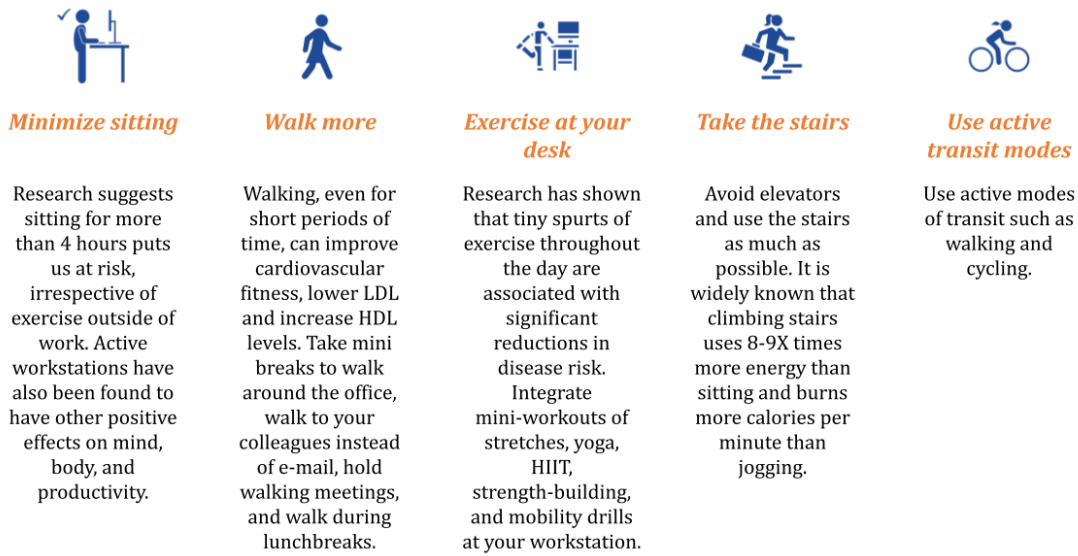 Minimize sitting
Research suggests
sitting for more
than 4 hours puts
us at risk,
irrespective of
exercise outside of
work. Active
workstations have
also been found to
have other positive
effects on mind,
body, and
productivity.
Walk more
Walking, even for
short periods of
time, can improve
cardiovascular
fitness, lower LDL
and increase HDL
levels. Take mini
breaks to walk
around the office,
walk to your
colleagues instead
of e-mail, hold
walking meetings,
and walk during
lunchbreaks.
Exercise at your
desk
Research has shown
that tiny spurts of
exercise throughout
the day are
associated with
significant
reductions in
disease risk.
Integrate
mini-workouts of
stretches, yoga,
HIIT,
strength-building,
and mobility drills
at your workstation.
Take the stairs
Avoid elevators
and use the stairs
as much as
possible. It is
widely known that
climbing stairs
uses 8-9X times
more energy than
sitting and burns
more calories per
minute than
jogging.
Use active
transit modes
Use active modes
of transit such as
walking and
cycling.